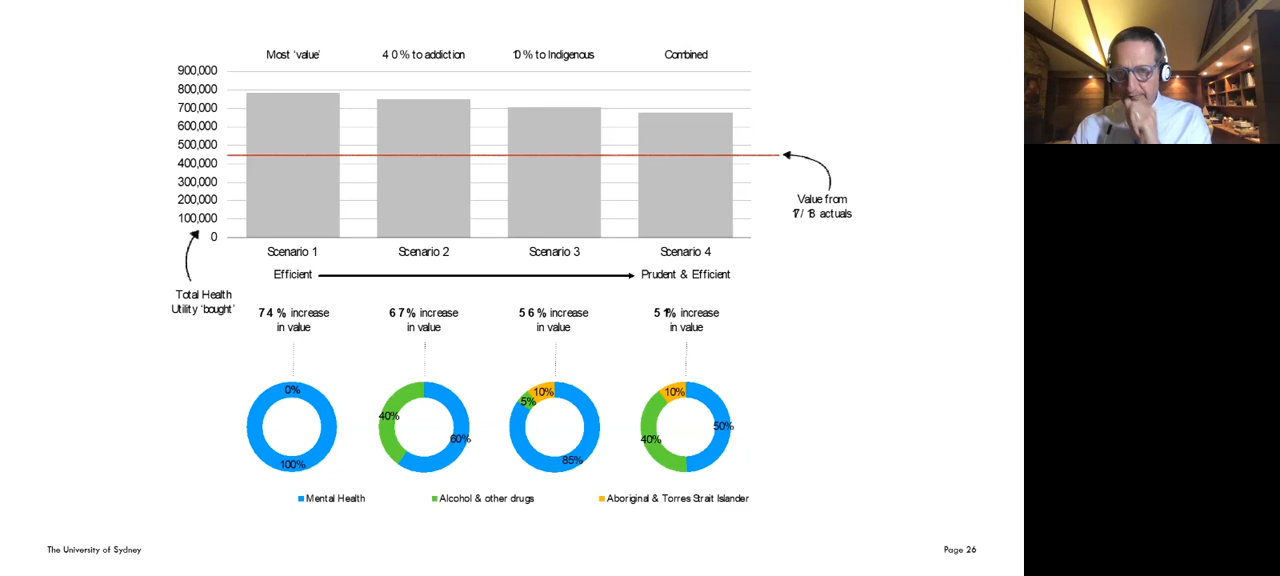 Most 'value'
40% to addiction
10% to Indigenous
Combined
900,000
800,000
700,000
600,000
500,000
400,000
300,000
200,000
100,000
0
Value from
17/18 actuals
Scenario 1
Scenario 2
Scenario 3
Scenario 4
Efficient
Prudent & Efficient
Total Health
Utility 'bought'
74% increase
in value
67% increase
in value
56% increase
in value
51% increase
in value
0%
100%
40%
60%
10%
5%
85%
10%
50%
40%
Mental Health
Alcohol & other drugs
Aboriginal & Torres Strait Islander
The University of Sydney
Page 26